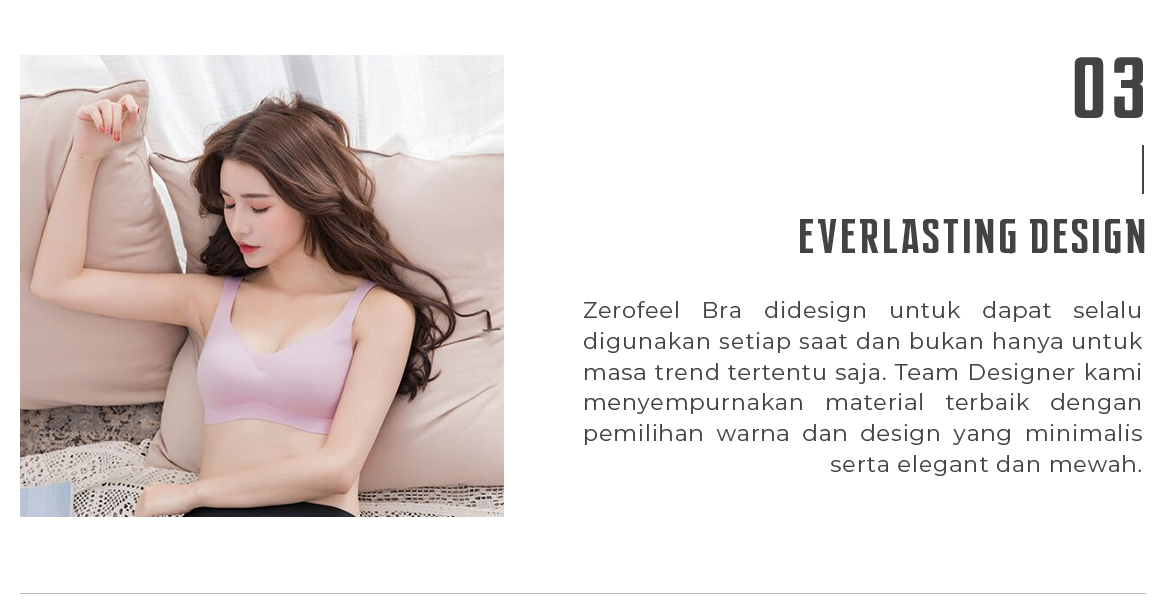 03
EVERLASTING DESIGN
Zerofeel Bra didesign untuk dapat selalu
digunakan setiap saat dan bukan hanya untuk
masa trend tertentu saja. Team Designer kami
menyempurnakan material terbaik dengan
pemilihan warna dan design yang minimalis
serta elegant dan mewah.